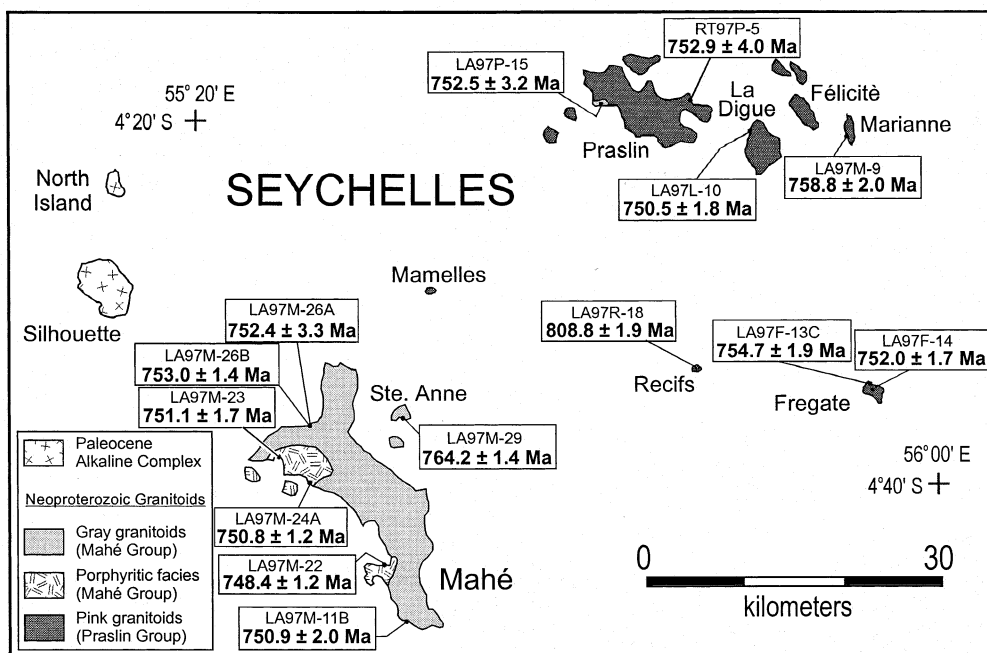 RT97P-5
752.9 ± 4.0 Ma
LA97P-15
752.5 ± 3.2 Ma
La
Digue
Félicitè
Marianne
55° 20' E
4°20' S
Praslin
LA97M-9
758.8 ± 2.0 Ma
LA97L-10
750.5 ± 1.8 Ma
North
Island
SEYCHELLES
Mamelles
Silhouette
LA97M-26A
752.4 ± 3.3 Ma
LA97R-18
808.8 ± 1.9 Ma
LA97F-13C
754.7 ± 1.9 Ma
LA97F-14
752.0 ± 1.7 Ma
LA97M-26B
753.0 ± 1.4 Ma
Recifs
Fregate
LA97M-23
751.1 ± 1.7 Ma
Ste. Anne
LA97M-29
764.2 ± 1.4 Ma
56° 00' E
4°40' S
Paleocene
Alkaline Complex
Neoproterozoic Granitoids
Gray granitoids
(Mahé Group)
Porphyritic facies
(Mahé Group)
Pink granitoids
(Praslin Group)
LA97M-24A
750.8 ± 1.2 Ma
LA97M-22
748.4 ± 1.2 Ma
Mahé
LA97M-11B
750.9 ± 2.0 Ma
0 30
kilometers